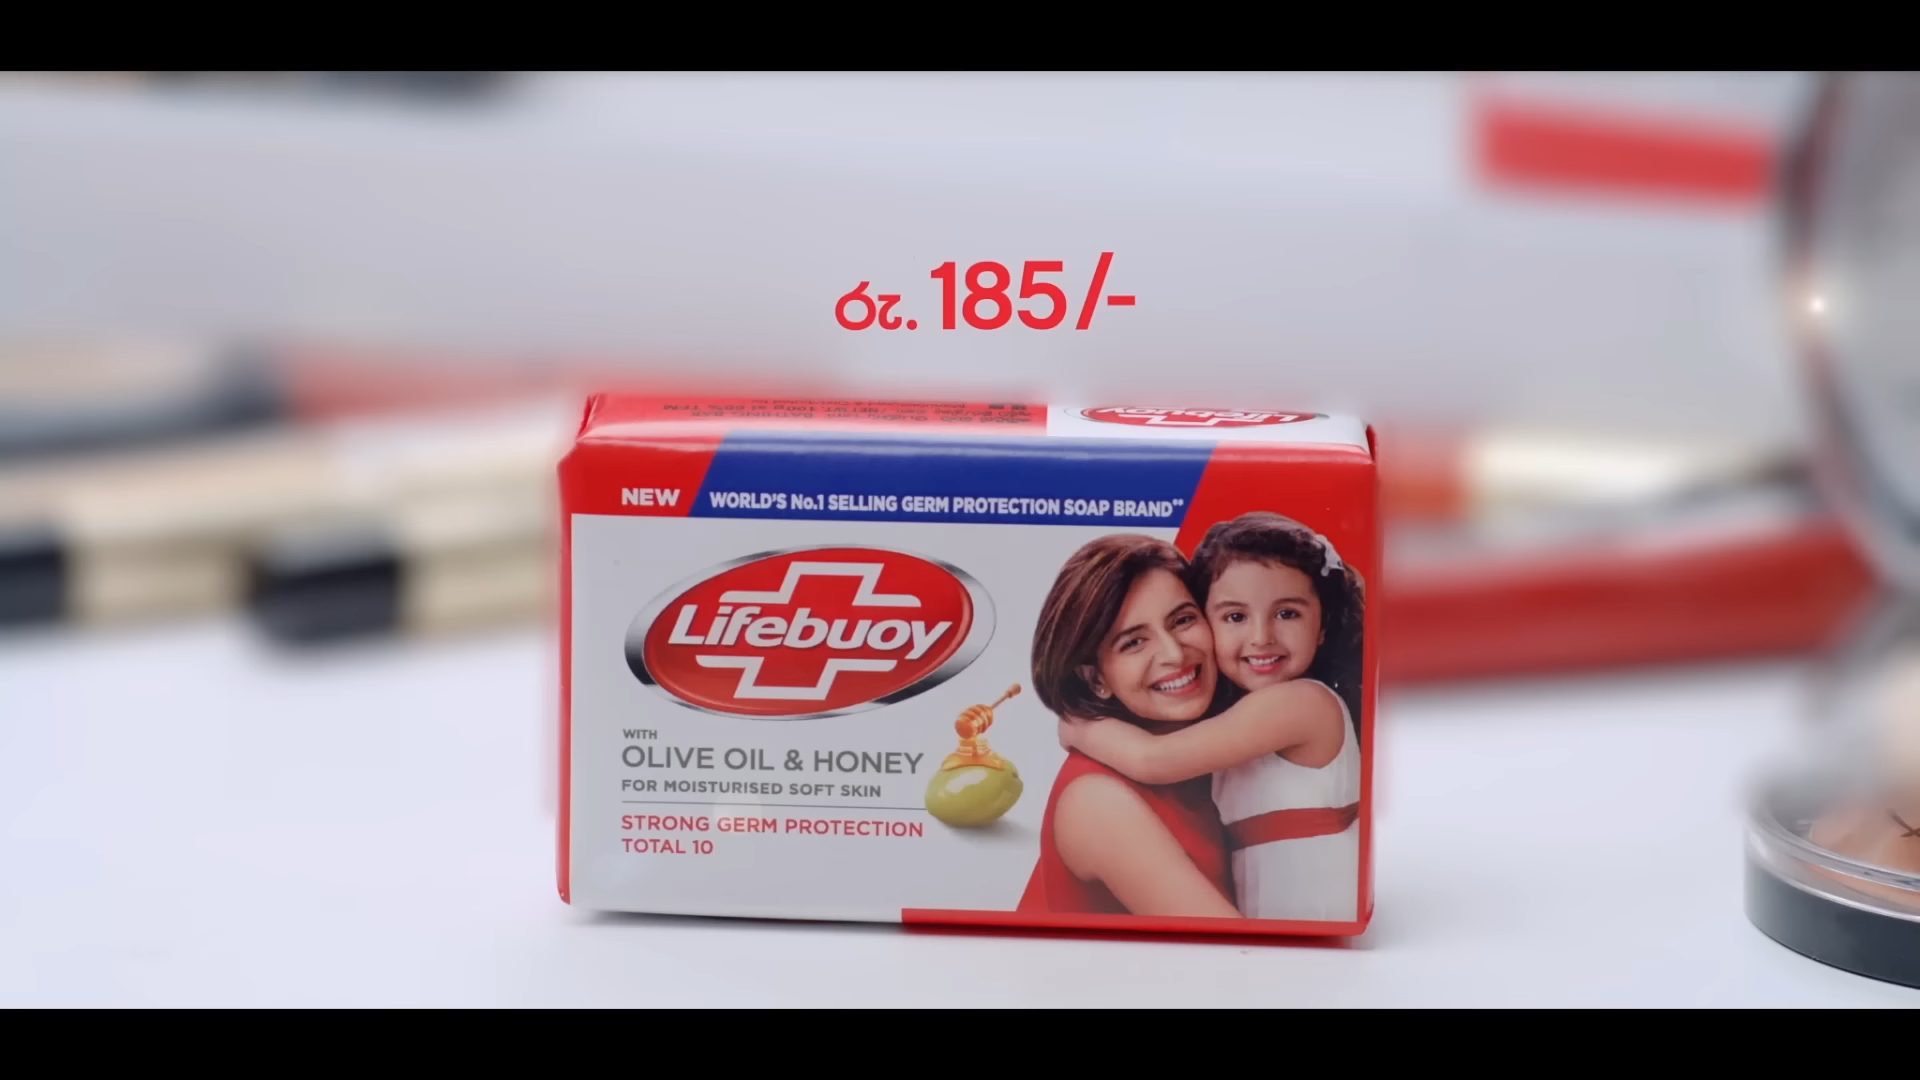 රු. 185/-
Lifebuoy
NEW
WORLD'S No.1 SELLING GERM PROTECTION SOAP BRAND**
Lifebuoy
WITH
OLIVE OIL & HONEY
FOR MOISTURISED SOFT SKIN
STRONG GERM PROTECTION
TOTAL 10